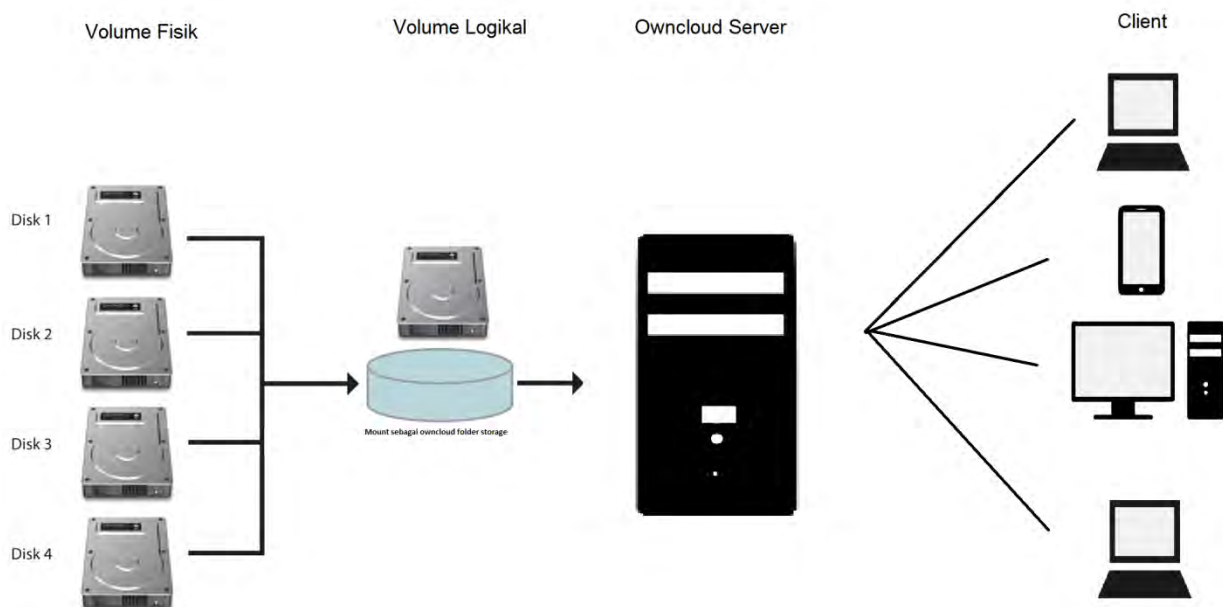 Volume Fisik
Volume Logikal
Owncloud Server
Client
Disk 1
Disk 2
Disk 3
Disk 4
Mount sebagai owncloud folder storage